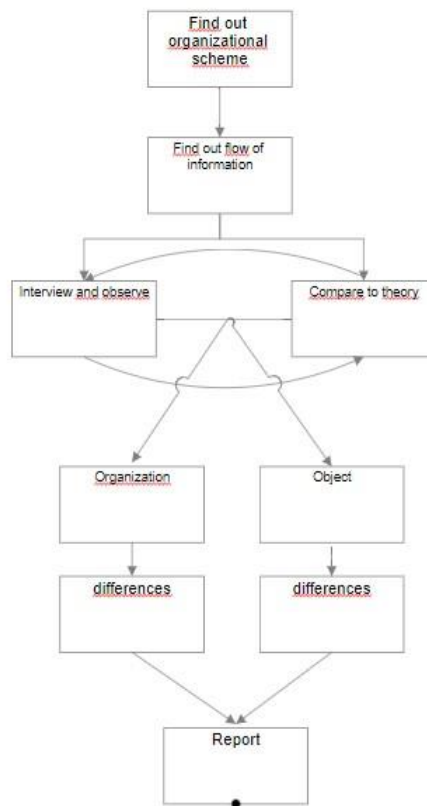 Find out
organizational
scheme
Find out flow of
information
Interview and observe
Compare to theory
Organization
Object
differences
differences
Report